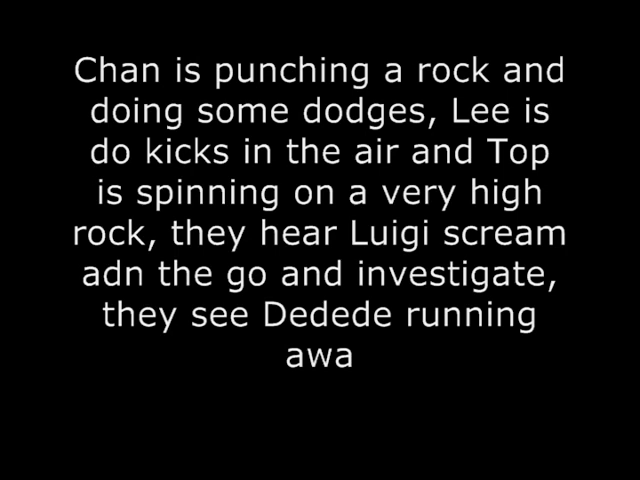 Chan is punching a rock and
doing some dodges, Lee is
do kicks in the air and Top
is spinning on a very high
rock, they hear Luigi scream
adn the go and investigate,
they see Dedede running
awa